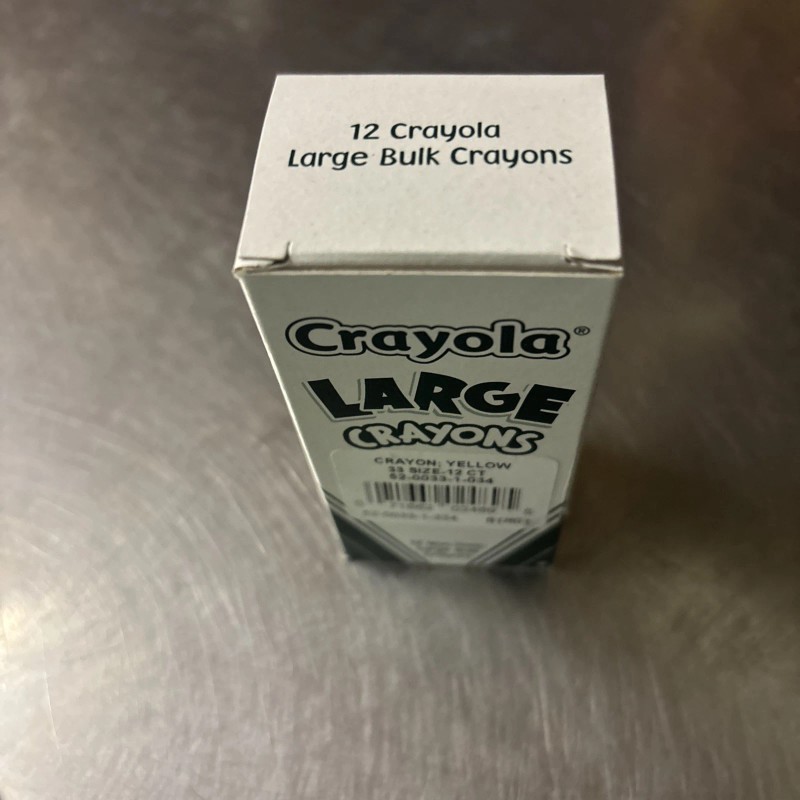 12 Crayola
Large Bulk Crayons
Crayola®
LARGE
CRAYONS
CRAYON; YELLOW
33 SIZE-12 CT
52-0033-1-034